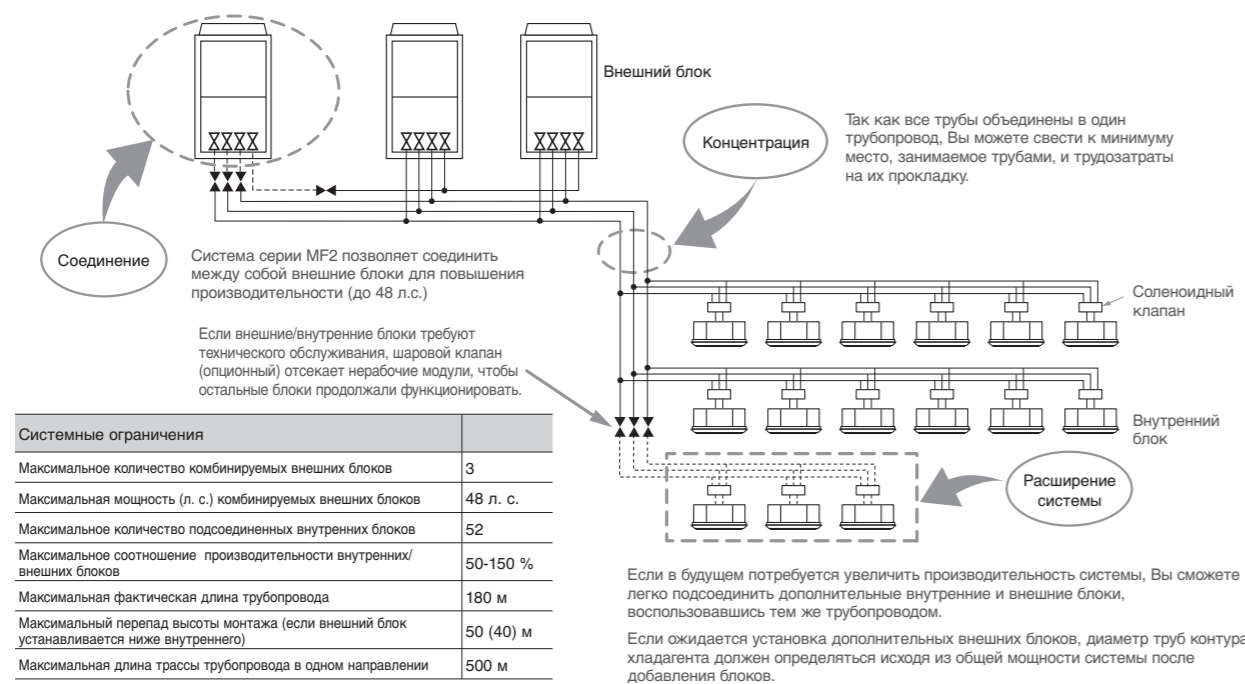 Внешний блок
Концентрация
Так как все трубы объединены в один
трубопровод, Вы можете свести к минимуму
место, занимаемое трубами, и трудозатраты
на их прокладку.
Соединение
Система серии MF2 позволяет соединить
между собой внешние блоки для повышения
производительности (до 48 л.с.)
Если внешние/внутренние блоки требуют
технического обслуживания, шаровой клапан
(опционный) отсекает нерабочие модули, чтобы
остальные блоки продолжали функционировать.
Соленоидный
клапан
Внутренний
блок
Расширение
системы
Системные ограничения
Максимальное количество комбинируемых внешних блоков 3
Максимальная мощность (л. с.) комбинируемых внешних блоков 48 л. с.
Максимальное количество подсоединенных внутренних блоков 52
Максимальное соотношение производительности внутренних/
внешних блоков 50-150 %
Максимальная фактическая длина трубопровода 180 м
Максимальный перепад высоты монтажа (если внешний блок
устанавливается ниже внутреннего) 50 (40) м
Максимальная длина трассы трубопровода в одном направлении 500 м
Если в будущем потребуется увеличить производительность системы, Вы сможете
легко подсоединить дополнительные внутренние и внешние блоки,
воспользовавшись тем же трубопроводом.
Если ожидается установка дополнительных внешних блоков, диаметр труб контура
хладагента должен определяться исходя из общей мощности системы после
добавления блоков.